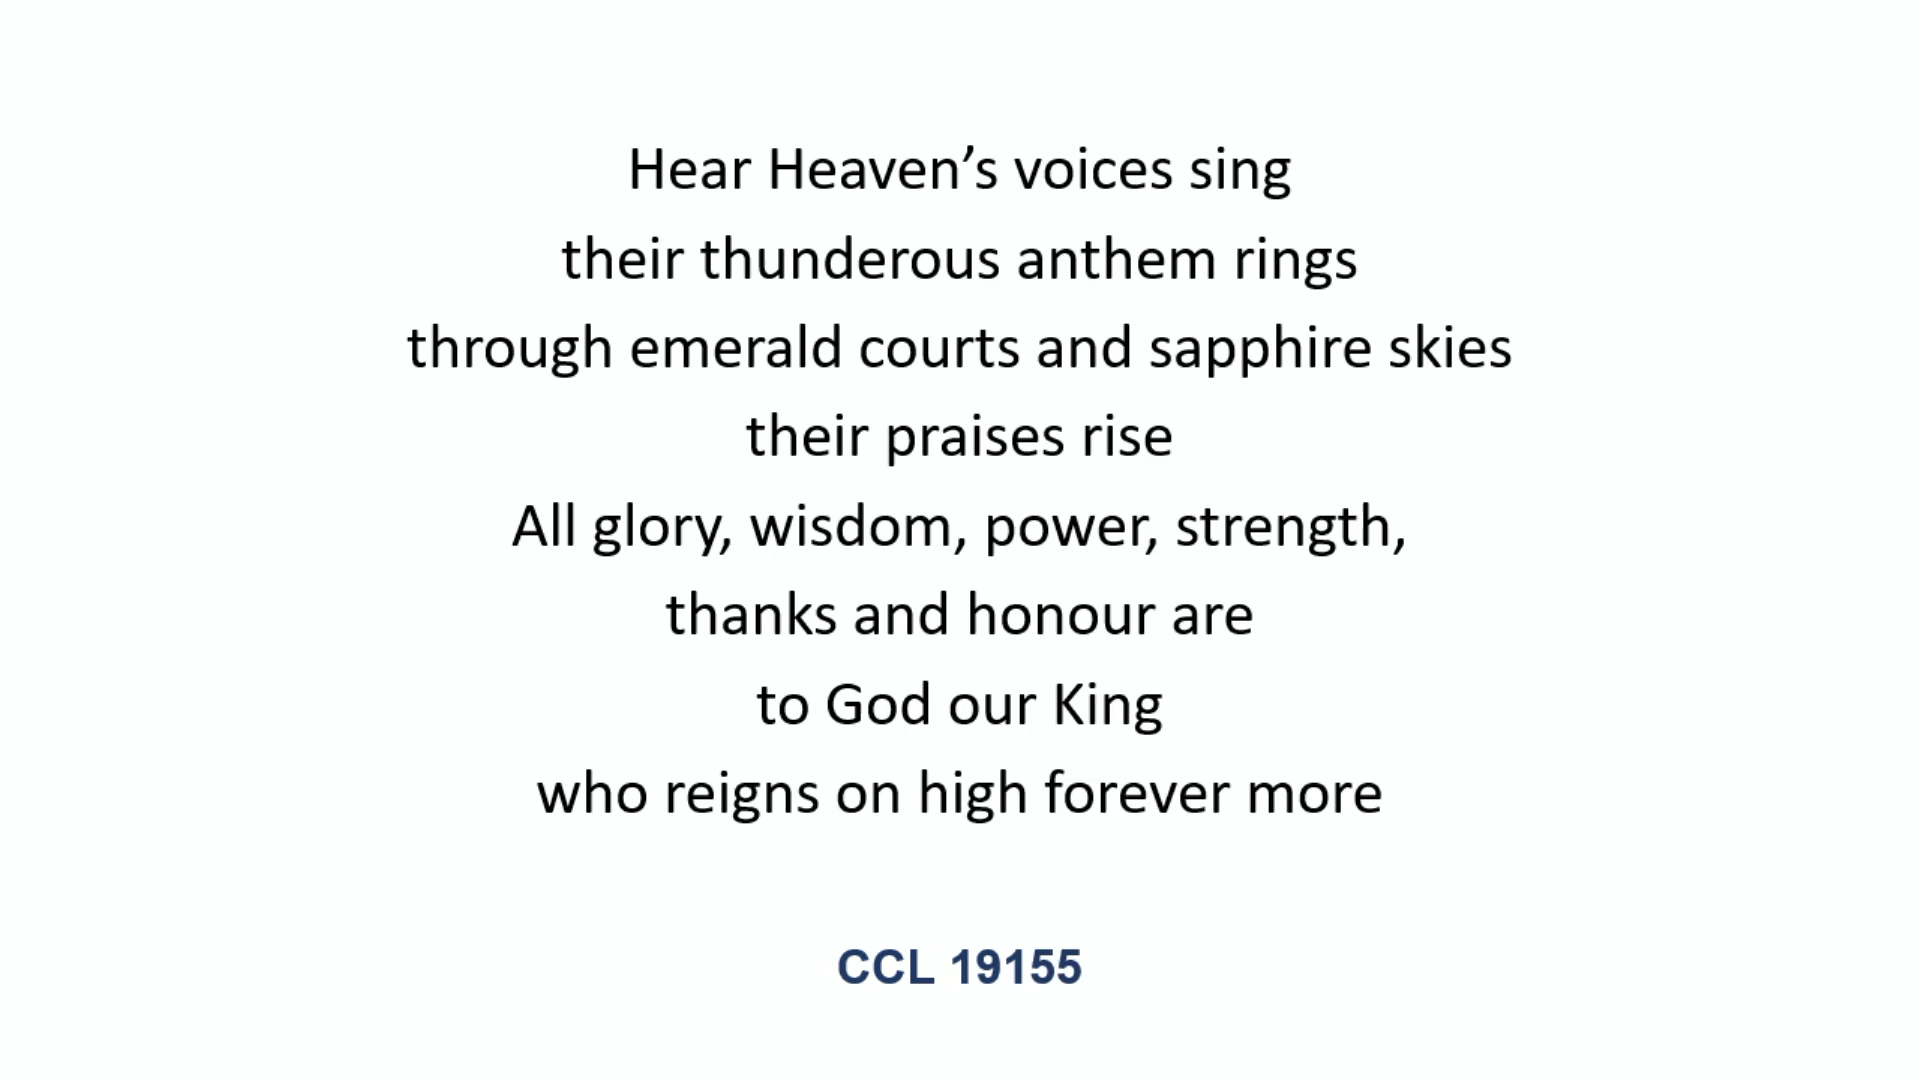 Hear Heaven’s voices sing
their thunderous anthem rings
through emerald courts and sapphire skies
their praises rise
All glory, wisdom, power, strength,
thanks and honour are
to God our King
who reigns on high forever more
CCL 19155